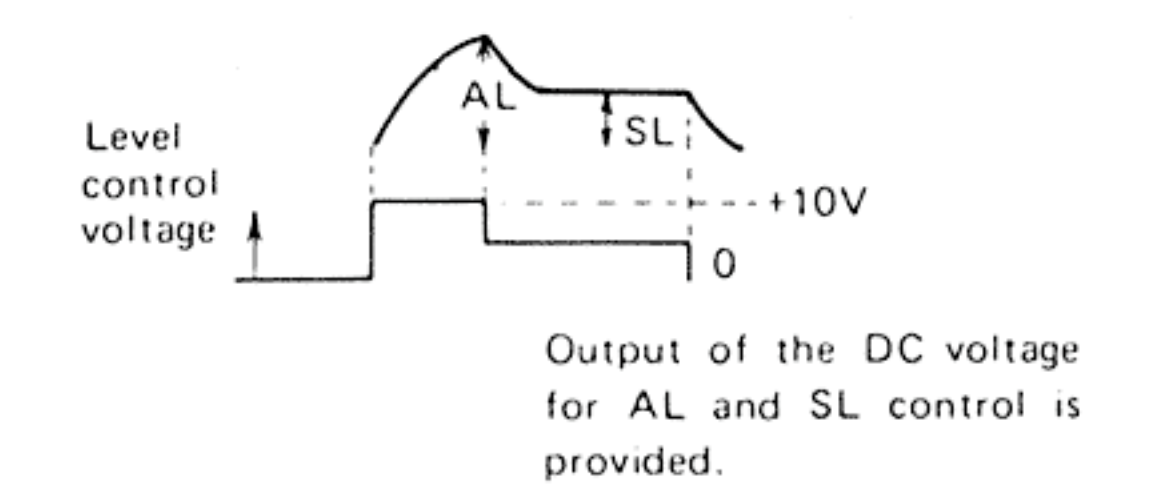 AL
SL
Level
control
voltage
+10V
0
Output of the DC voltage
for AL and SL control is
provided.